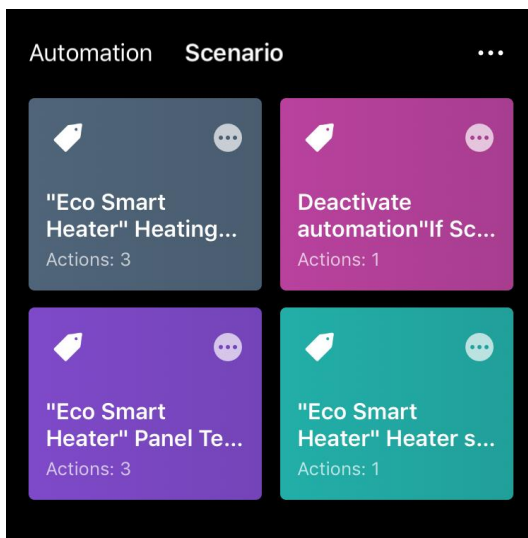 Automation Scenario
"Eco Smart
Heater" Heating...
Actions: 3
Deactivate
automation"If Sc...
Actions: 1
"Eco Smart
Heater" Panel Te...
Actions: 3
"Eco Smart
Heater" Heater s...
Actions: 1